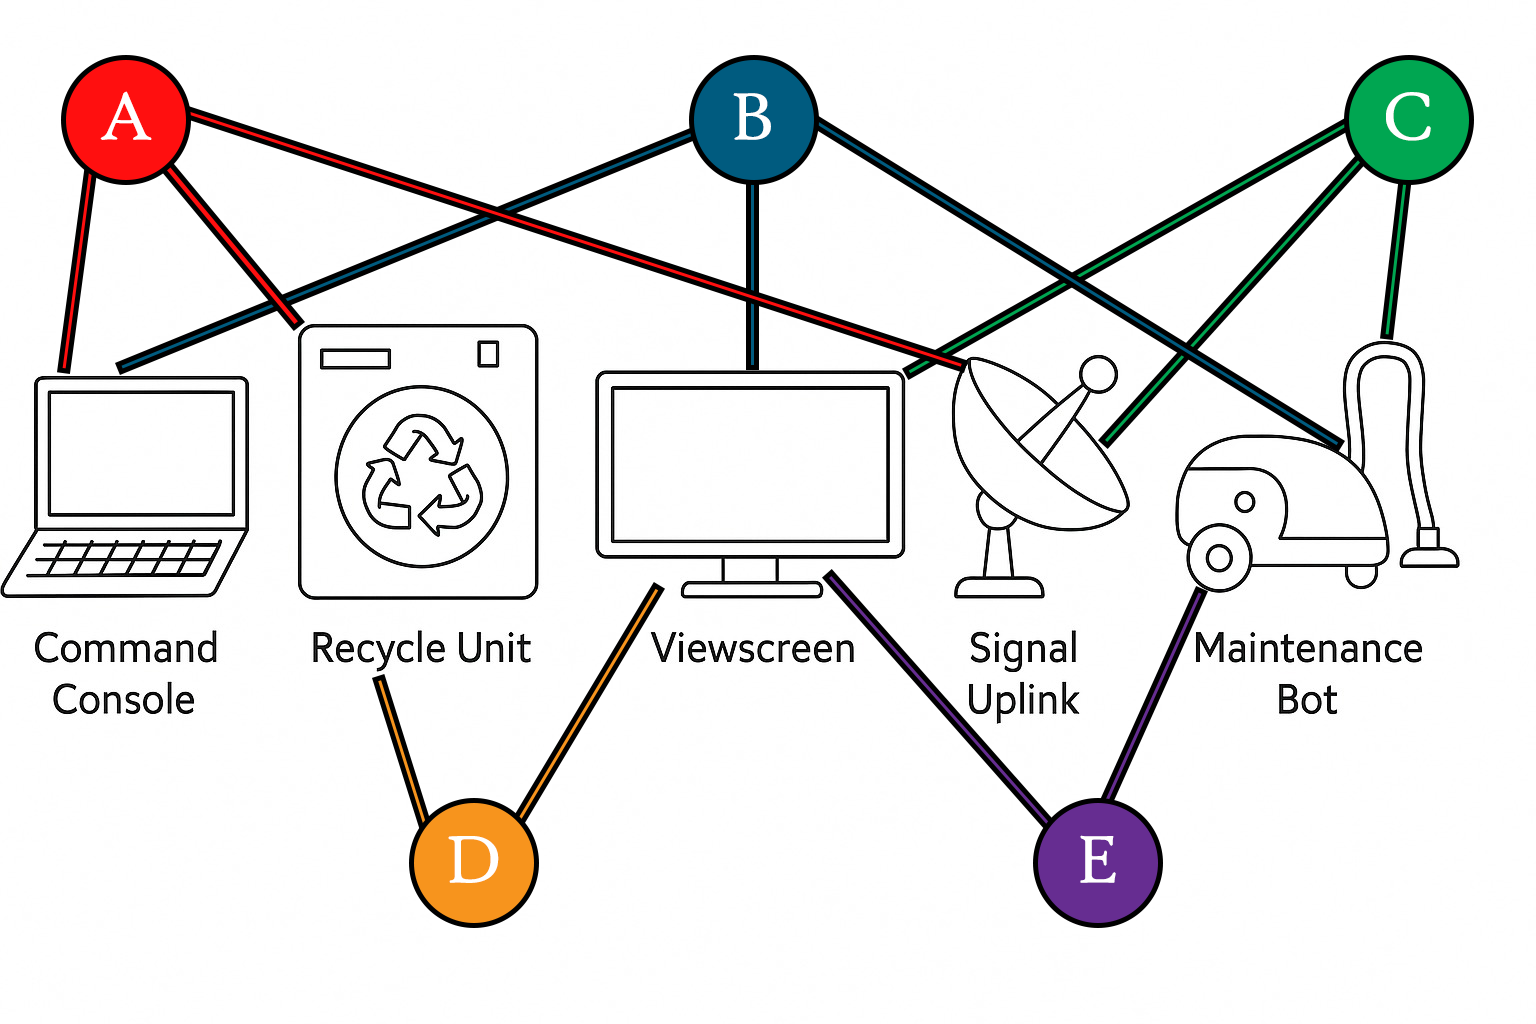 A
B
C
Command
Console
Recycle Unit
Viewscreen
Signal
Uplink
Maintenance
Bot
D
E